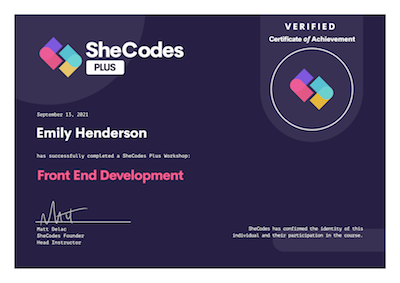 SheCodes
PLUS
VERIFIED
Certificate of Achievement
September 13, 2021
Emily Henderson
has successfully completed a SheCodes Plus Workshop:
Front End Development
Matt
Matt Delac
SheCodes Founder
Head Instructor
SheCodes has confirmed the identity of this
individual and their participation in the course.